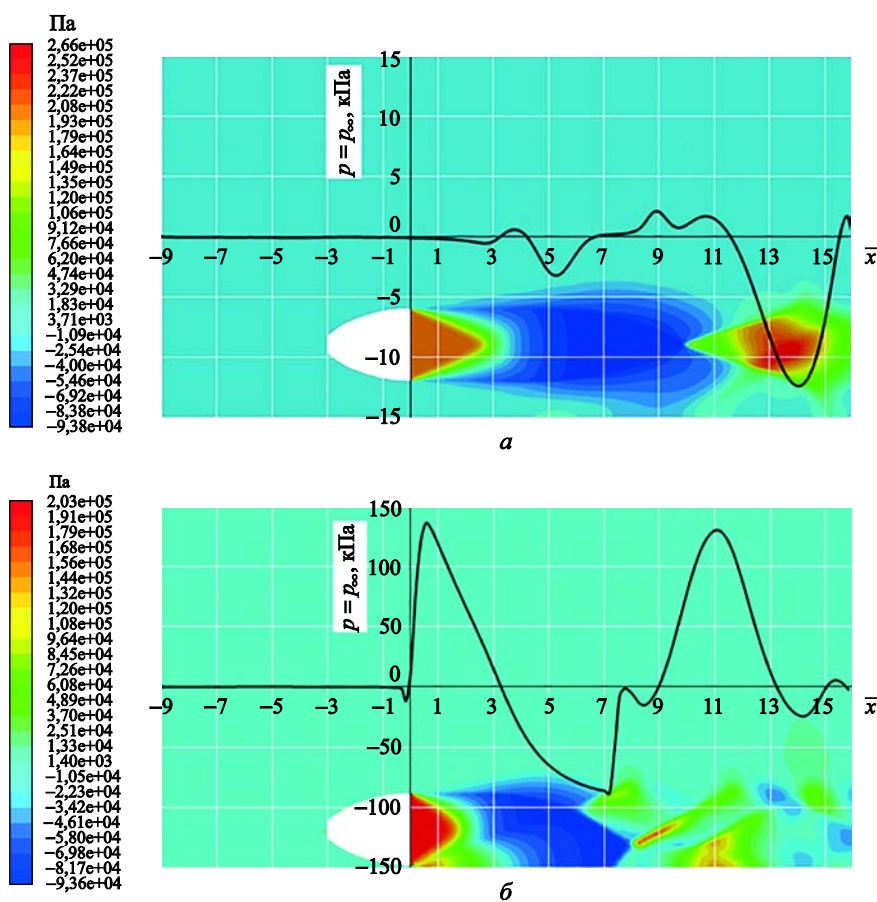 Па
2,66e+05
2,52e+05
2,37e+05
2,22e+05
2,08e+05
1,93e+05
1,79e+05
1,64e+05
1,49e+05
1,35e+05
1,20e+05
1,06e+05
9,12e+04
7,66e+04
6,20e+04
4,74e+04
3,29e+04
1,83e+04
3,71e+03
−1,09e+04
−2,54e+04
−4,00e+04
−5,46e+04
−6,92e+04
−8,38e+04
−9,38e+04
p = p∞, кПа
15
10
5
0
−5
−10
−15
−9 −7 −5 −3 −1 1 3 5 7 9 11 13 15 x̅
а
Па
2,03e+05
1,91e+05
1,79e+05
1,68e+05
1,56e+05
1,44e+05
1,32e+05
1,20e+05
1,08e+05
9,64e+04
8,45e+04
7,26e+04
6,08e+04
4,89e+04
3,70e+04
2,51e+04
1,33e+04
1,40e+03
−1,05e+04
−2,23e+04
−3,42e+04
−4,61e+04
−5,80e+04
−6,98e+04
−8,17e+04
−9,36e+04
p = p∞, кПа
150
100
50
0
−50
−100
−150
−9 −7 −5 −3 −1 1 3 5 7 9 11 13 15 x̅
б